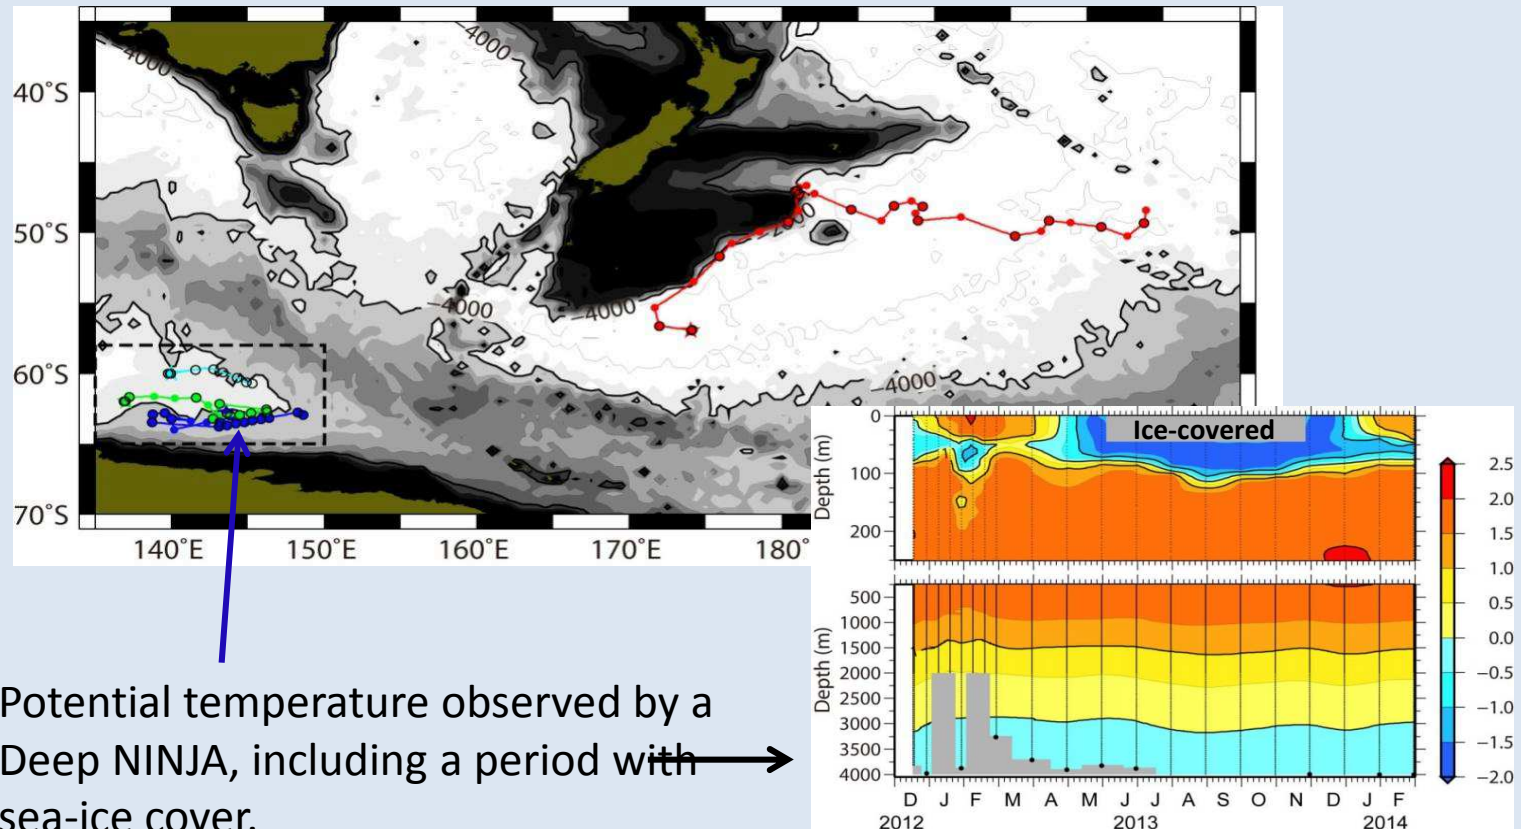 -4000
-4000
40°S
50°S
60°S
70°S
-4000
-4000
-4000
140°E
150°E
160°E
170°E
180°
Ice-covered
Depth (m)
0
100
200
Depth (m)
500
1000
1500
2000
2500
3000
3500
4000
D J F M A M J J A S O N D J F
2012 2013 2014
2.5
2.0
1.5
1.0
0.5
0.0
-0.5
-1.0
-1.5
-2.0
Potential temperature observed by a
Deep NINJA, including a period with
sea-ice cover.